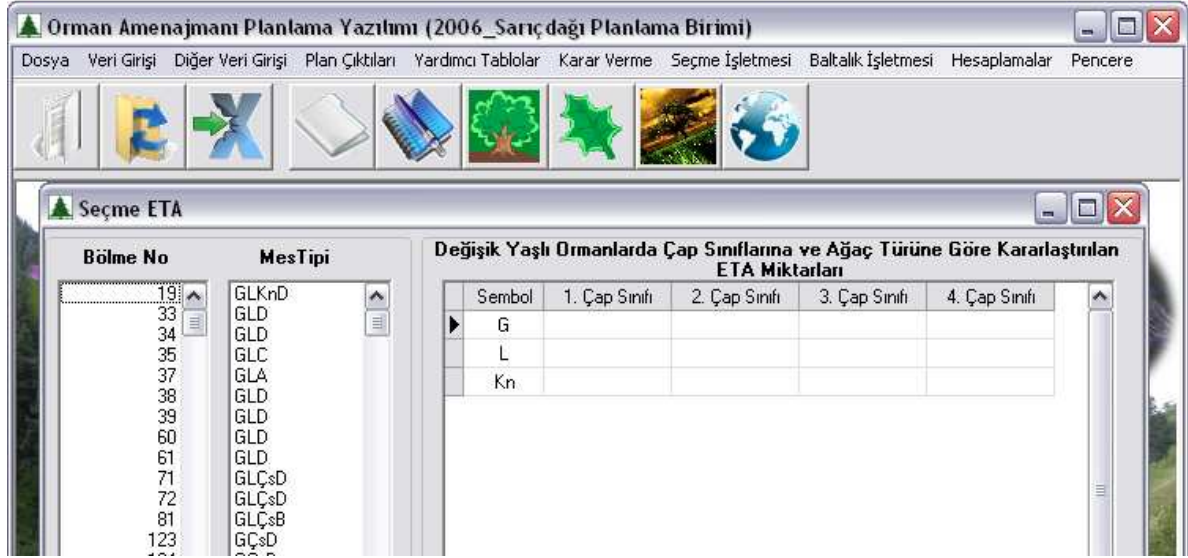 Orman Amenajmanı Planlama Yazılımı (2006_Sarıçdağı Planlama Birimi)
Dosya Veri Girişi Diğer Veri Girişi Plan Çıktıları Yardımcı Tablolar Karar Verme Seçme İşletmesi Baltalık İşletmesi Hesaplamalar Pencere
Seçme ETA
Bölme No MesTipi
Değişik Yaşlı Ormanlarda Çap Sınıflarına ve Ağaç Türüne Göre Kararlaştırılan
ETA Miktarları
Sembol 1. Çap Sınıfı 2. Çap Sınıfı 3. Çap Sınıfı 4. Çap Sınıfı
G
L
Kn
19 GLKnD
33 GLD
34 GLD
35 GLC
37 GLA
38 GLD
39 GLD
60 GLD
61 GLD
71 GLÇsD
72 GLÇsD
81 GLÇsB
123 GÇsD